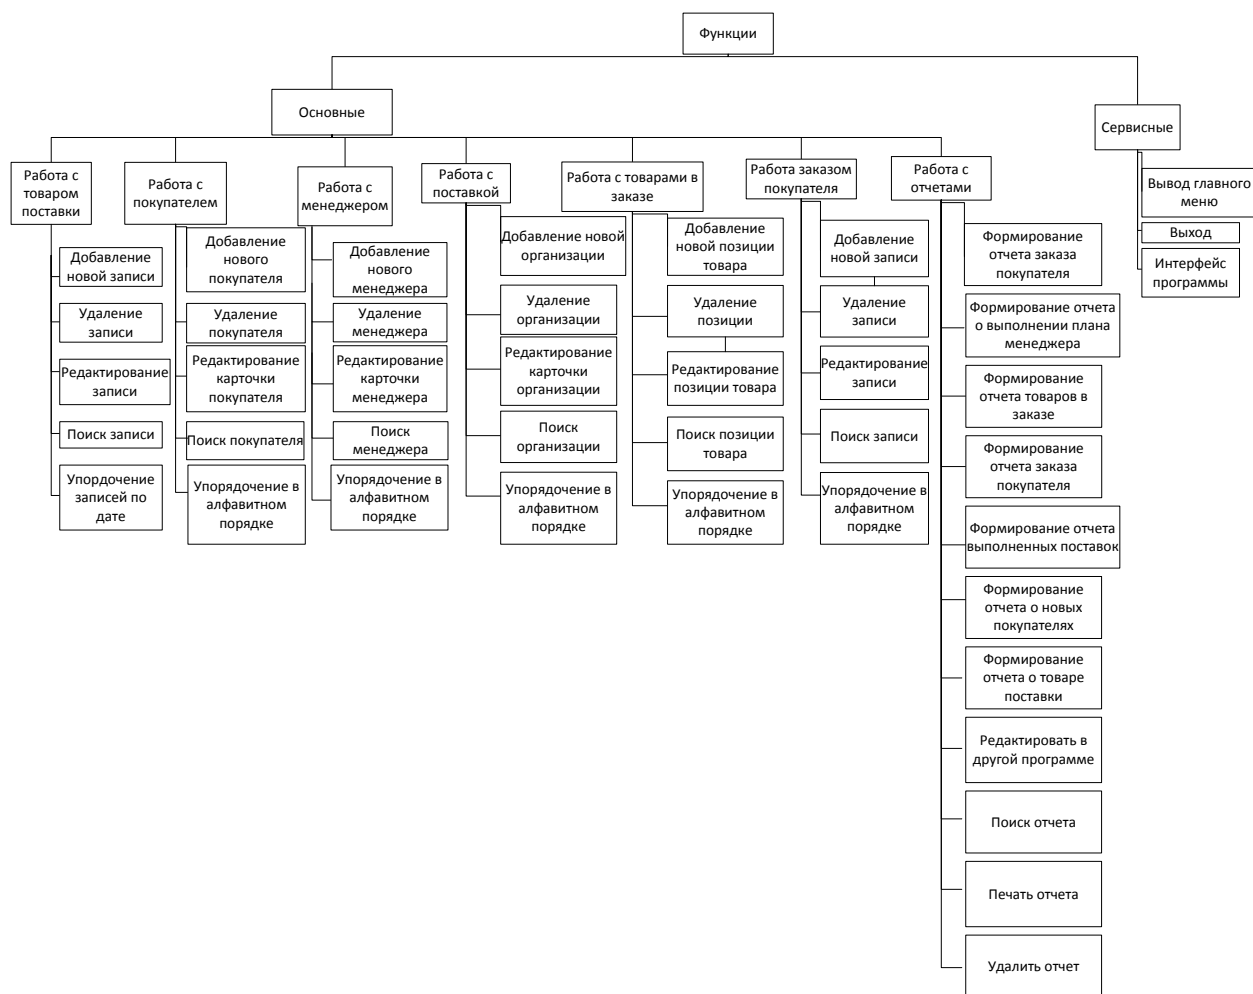 Функции
Основные
Сервисные
Работа с
товаром
поставки
Добавление
новой записи
Удаление
записи
Редактирование
записи
Поиск записи
Упордочение
записей по
дате
Работа с
покупателем
Добавление
нового
покупателя
Удаление
покупателя
Редактирование
карточки
покупателя
Поиск покупателя
Упорядочение в
алфавитном
порядке
Работа с
менеджером
Добавление
нового
менеджера
Удаление
менеджера
Редактирование
карточки
менеджера
Поиск
менеджера
Упорядочение в
алфавитном
порядке
Работа с
поставкой
Добавление новой
организации
Удаление
организации
Редактирование
карточки
организации
Поиск
организации
Упорядочение в
алфавитном
порядке
Работа с товарами в
заказе
Добавление
новой позиции
товара
Удаление
позиции
Редактирование
позиции товара
Поиск позиции
товара
Упорядочение в
алфавитном
порядке
Работа заказом
покупателя
Добавление
новой записи
Удаление
записи
Редактирование
записи
Поиск записи
Упорядочение в
алфавитном
порядке
Работа с
отчетами
Формирование
отчета заказа
покупателя
Формирование отчета
о выполнении плана
менеджера
Формирование
отчета товаров в
заказе
Формирование
отчета заказа
покупателя
Формирование отчета
выполненных поставок
Формирование
отчета о новых
покупателях
Формирование
отчета о товаре
поставки
Редактировать в
другой программе
Поиск отчета
Печать отчета
Удалить отчет
Вывод главного
меню
Выход
Интерфейс
программы